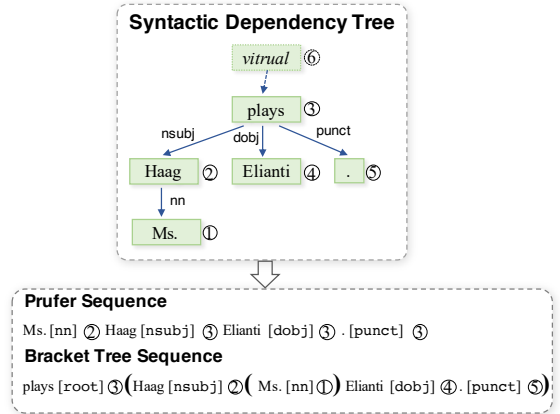 Syntactic Dependency Tree
vitrual ⑥
plays ③
nsubj dobj punct
Haag ② Elianti ④ . ⑤
nn
Ms. ①
Prufer Sequence
Ms. [nn] ② Haag [nsubj] ③ Elianti [dobj] ③ . [punct] ③
Bracket Tree Sequence
plays [root] ③(Haag [nsubj] ②( Ms. [nn]①) Elianti [dobj] ④. [punct] ⑤)